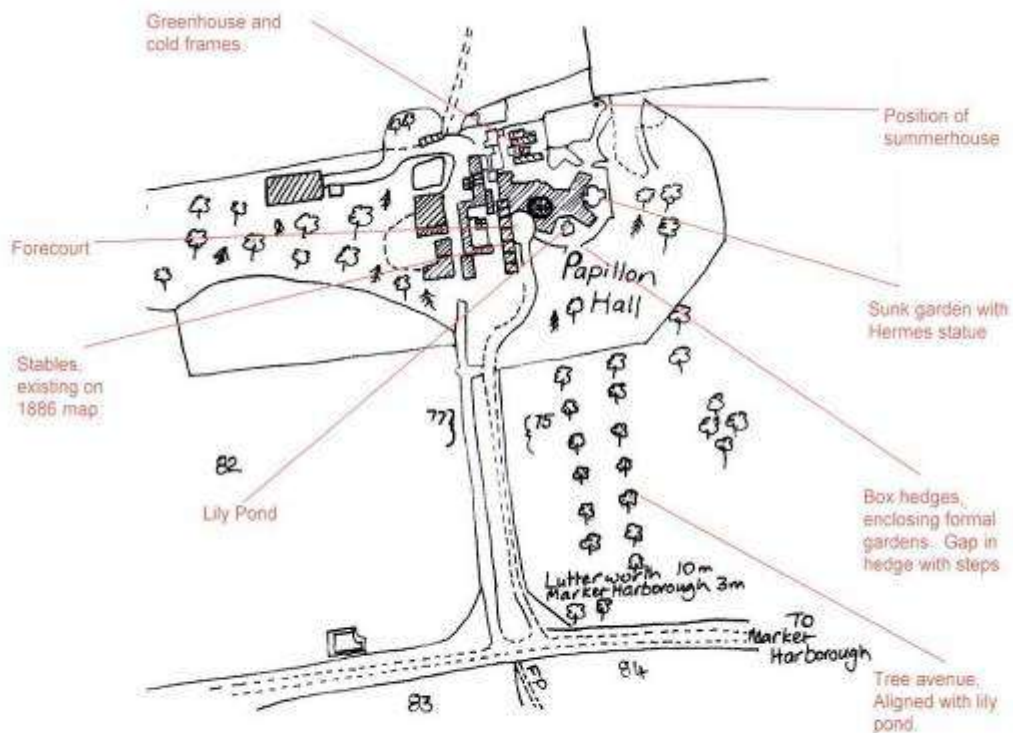 Greenhouse and
cold frames
Position of
summerhouse
Forecourt
Papillon
Hall
Sunk garden with
Hermes statue
Stables,
existing on
1886 map
77
75
82
Lily Pond
Box hedges,
enclosing formal
gardens. Gap in
hedge with steps
Lutterworth 10m
Market Harborough 3m
TO
Market
Harborough
FP
84
83
Tree avenue,
Aligned with lily
pond.